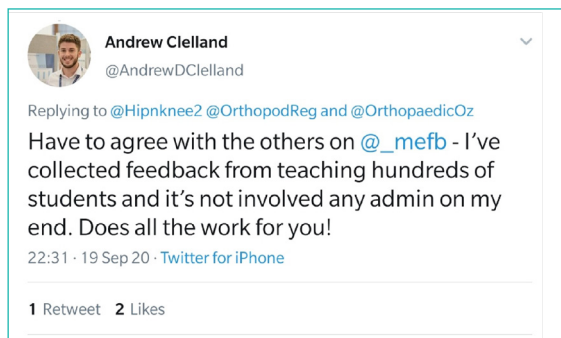 Andrew Clelland
@AndrewDClelland
Replying to @Hipnknee2 @OrthopodReg and @OrthopaedicOz
Have to agree with the others on @_mefb - I’ve
collected feedback from teaching hundreds of
students and it’s not involved any admin on my
end. Does all the work for you!
22:31 · 19 Sep 20 · Twitter for iPhone
1 Retweet 2 Likes